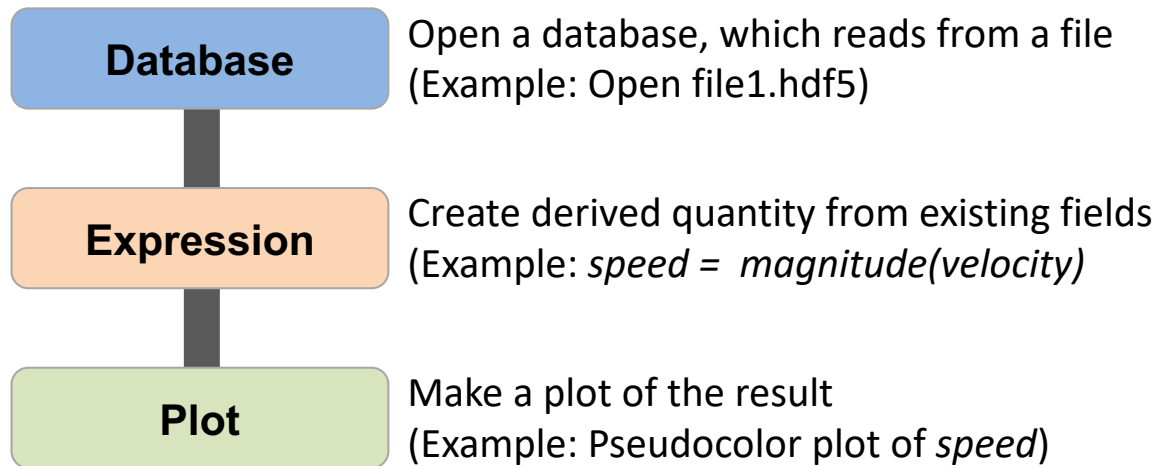 Database
Open a database, which reads from a file
(Example: Open file1.hdf5)
Expression
Create derived quantity from existing fields
(Example: speed =  magnitude(velocity)
Plot
Make a plot of the result
(Example: Pseudocolor plot of speed)